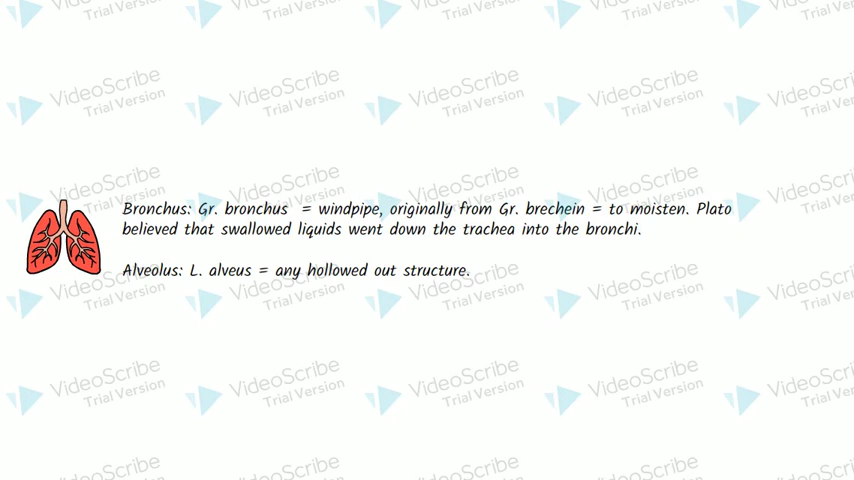 Bronchus: Gr. bronchus = windpipe, originally from Gr. brechein = to moisten. Plato
believed that swallowed liquids went down the trachea into the bronchi.
Alveolus: L. alveus = any hollowed out structure.
VideoScribe
Trial Version